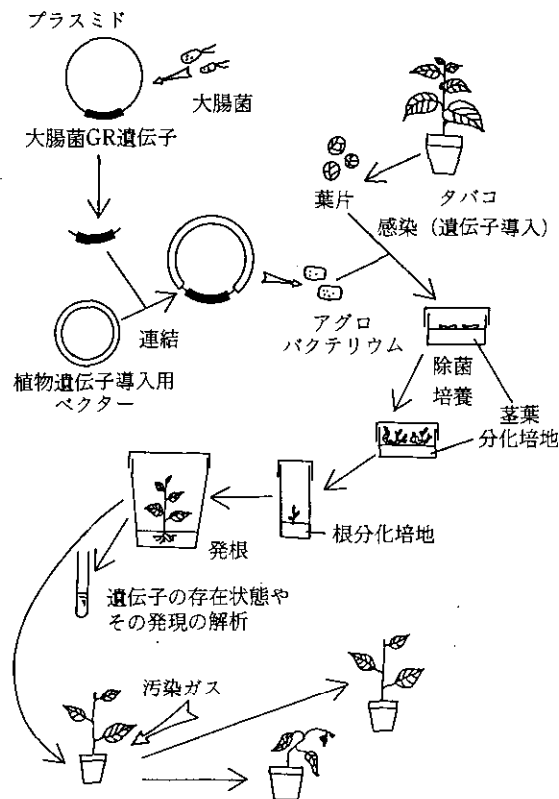 プラスミド
大腸菌
大腸菌GR遺伝子
葉片
タバコ
感染（遺伝子導入）
連結
アグロ
バクテリウム
植物遺伝子導入用
ベクター
除菌
培養
茎葉
分化培地
根分化培地
発根
遺伝子の存在状態や
その発現の解析
汚染ガス